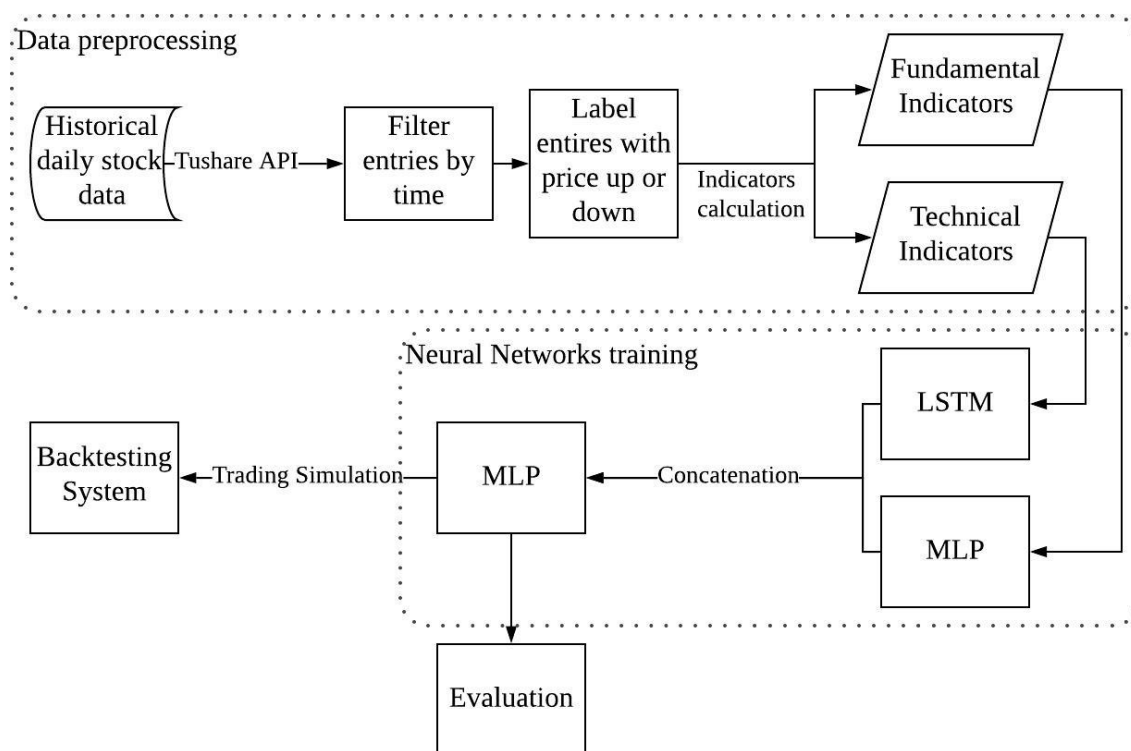 Data preprocessing
Historical
daily stock
data
Tushare API
Filter
entries by
time
Label
entires with
price up or
down
Indicators
calculation
Fundamental
Indicators
Technical
Indicators
Neural Networks training
LSTM
MLP
Concatenation
MLP
Trading Simulation
Backtesting
System
Evaluation